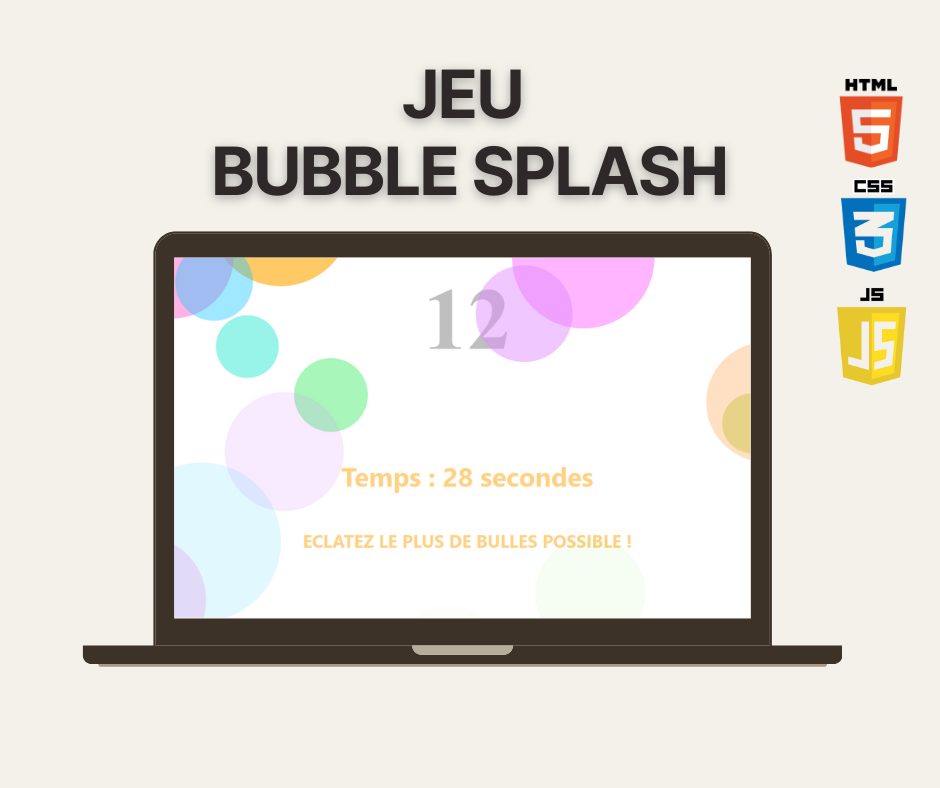 JEU
BUBBLE SPLASH
HTML
5
CSS
3
JS
JS
12
Temps : 28 secondes
ECLATEZ LE PLUS DE BULLES POSSIBLE !